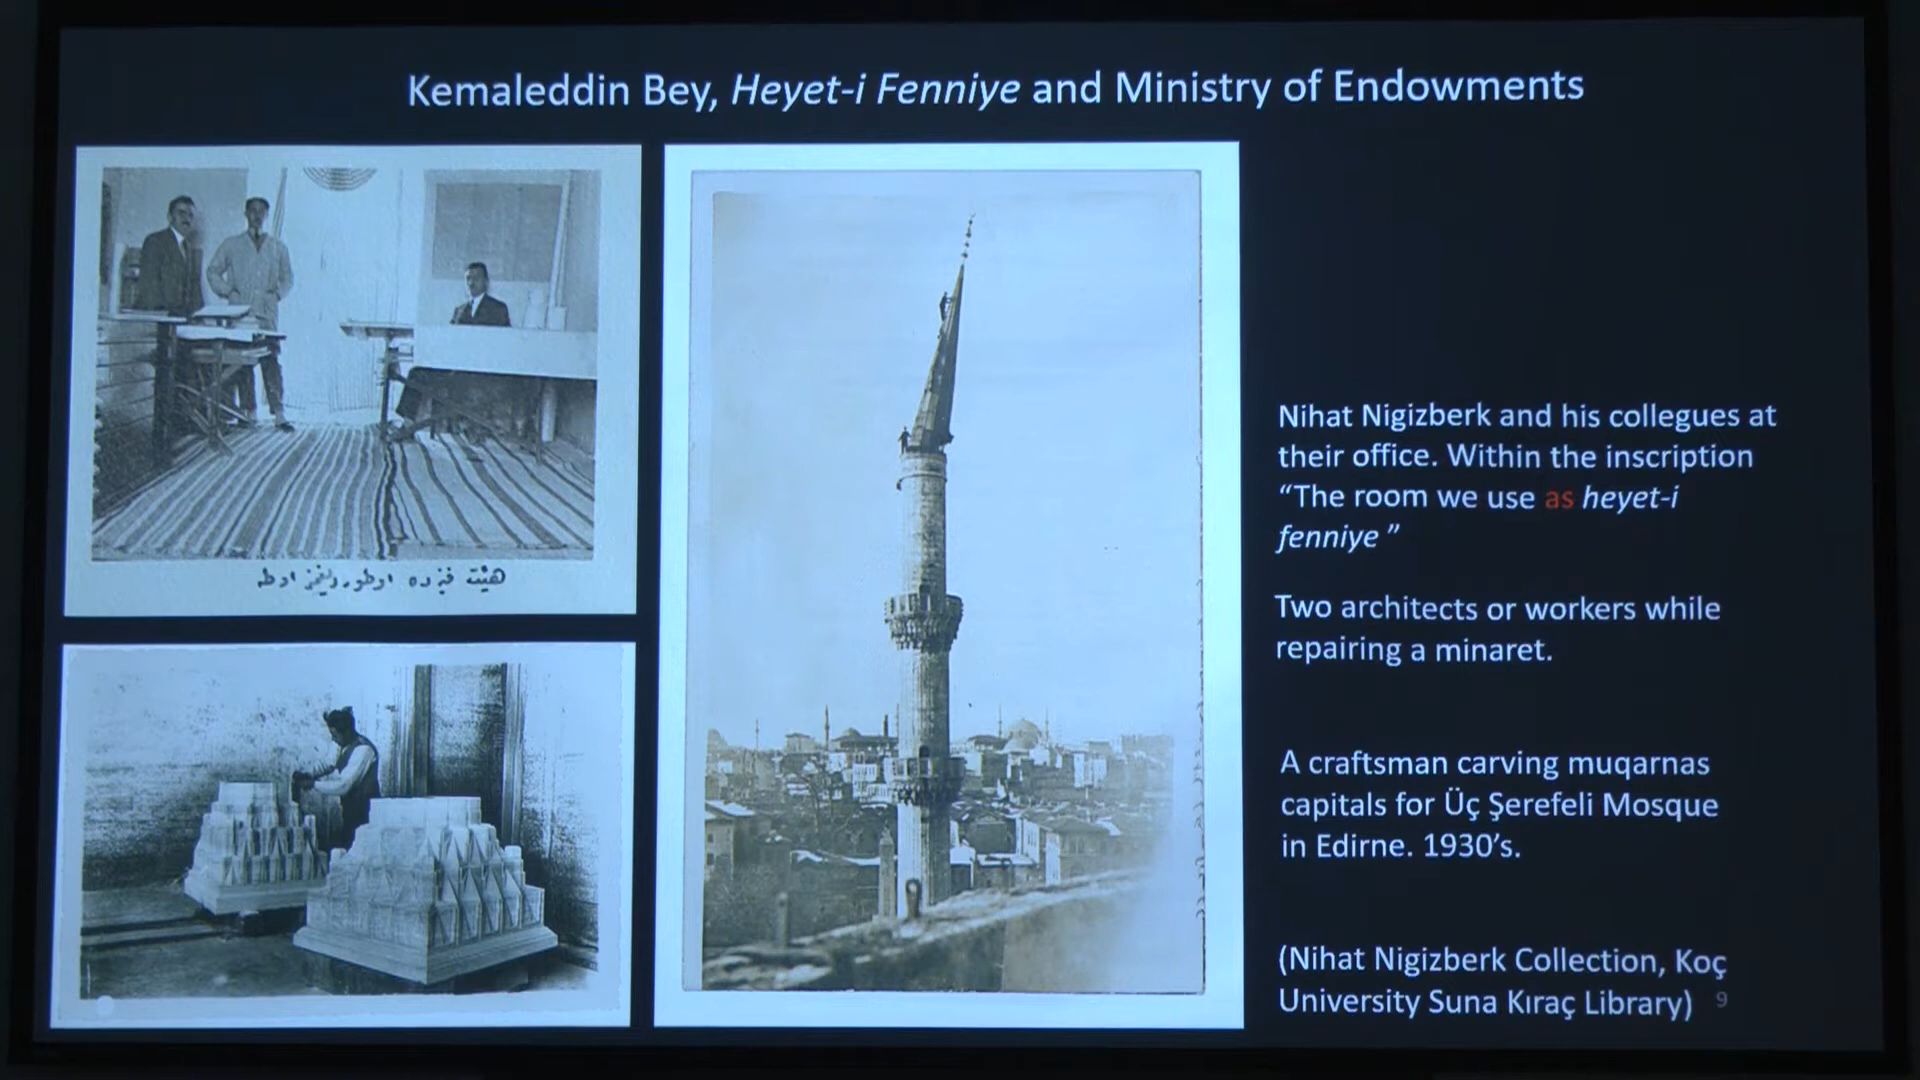 Kemaleddin Bey, Heyet-i Fenniye and Ministry of Endowments
هيئت فنيه ده اوطوردیغمز اوطه
Nihat Nigizberk and his collegues at
their office. Within the inscription
“The room we use as heyet-i
fenniye ”
Two architects or workers while
repairing a minaret.
A craftsman carving muqarnas
capitals for Üç Şerefeli Mosque
in Edirne. 1930’s.
(Nihat Nigizberk Collection, Koç
University Suna Kıraç Library) 9